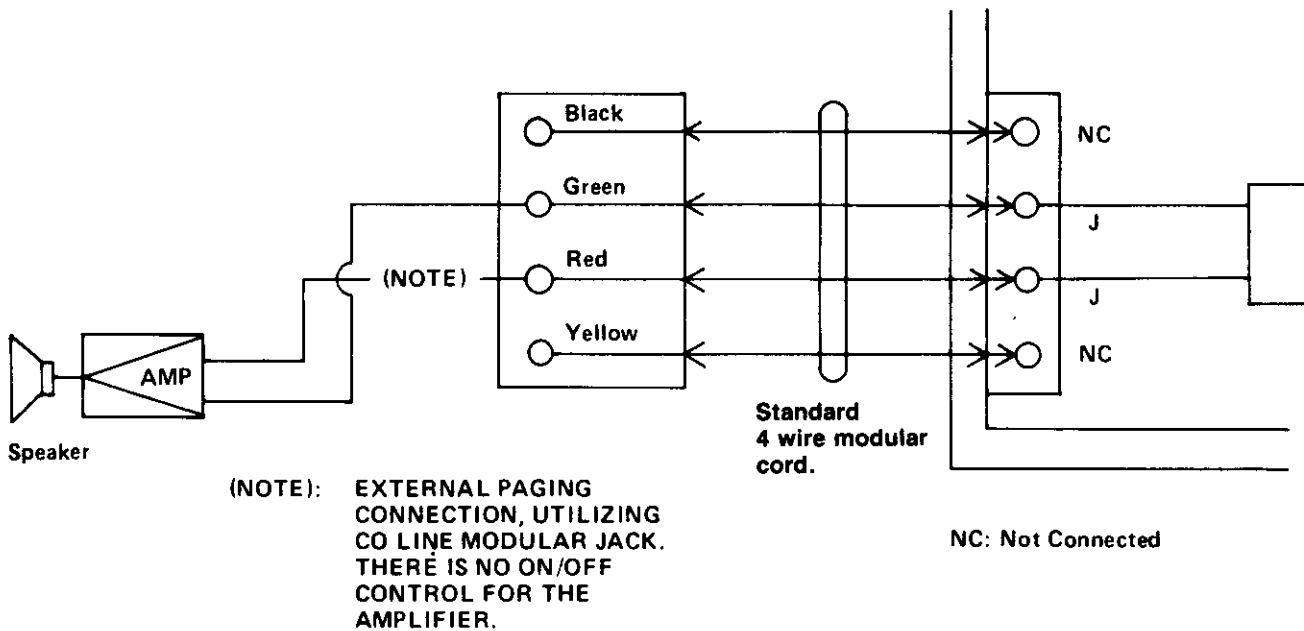 Black
NC
Green
J
Red
(NOTE)
J
Yellow
NC
AMP
Speaker
Standard
4 wire modular
cord.
(NOTE): EXTERNAL PAGING
CONNECTION, UTILIZING
CO LINE MODULAR JACK.
THERE IS NO ON/OFF
CONTROL FOR THE
AMPLIFIER.
NC: Not Connected